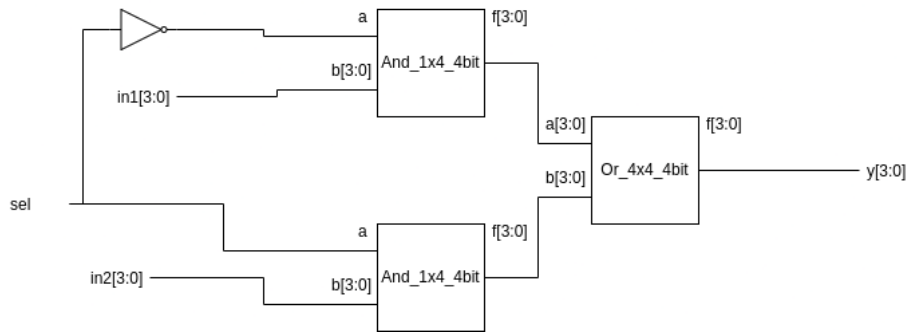 a
f[3:0]
And_1x4_4bit
b[3:0]
in1[3:0]
a[3:0]
f[3:0]
Or_4x4_4bit
b[3:0]
y[3:0]
sel
a
f[3:0]
And_1x4_4bit
in2[3:0]
b[3:0]